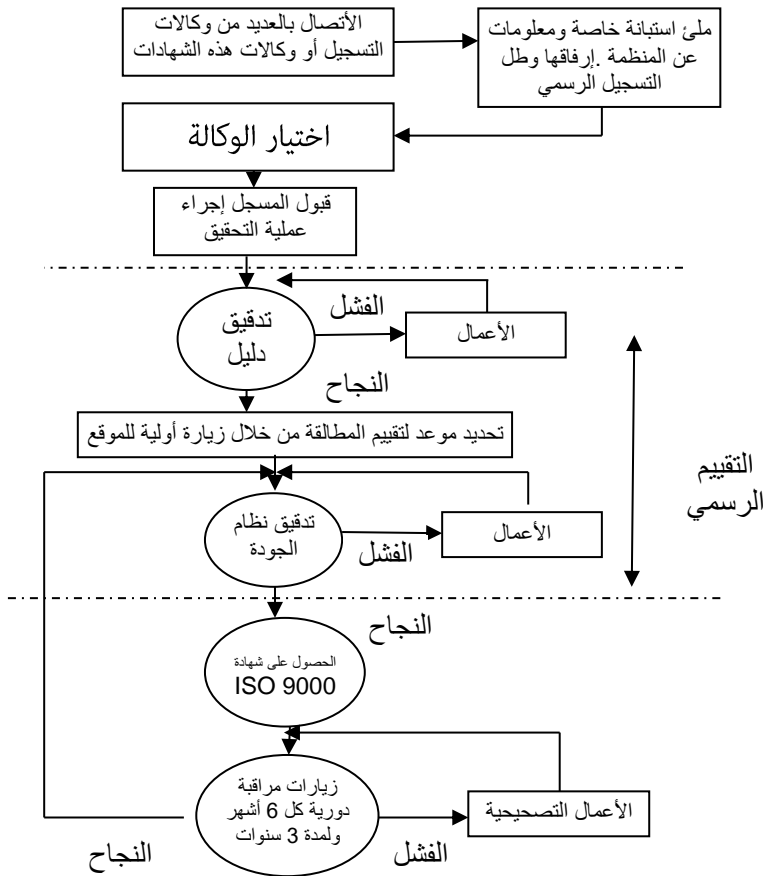 الأتصال بالعديد من وكالات
التسجيل أو وكالات هذه الشهادات
ملئ استبانة خاصة ومعلومات
عن المنظمة .إرفاقها وطل
التسجيل الرسمي
اختيار الوكالة
قبول المسجل إجراء
عملية التحقيق
تدقيق
دليل
الفشل
الأعمال
النجاح
تحديد موعد لتقييم المطالقة من خلال زيارة أولية للموقع
التقييم
الرسمي
تدقيق نظام
الجودة
الفشل
الأعمال
النجاح
الحصول على شهادة
ISO 9000
زيارات مراقبة
دورية كل 6 أشهر
ولمدة 3 سنوات
الأعمال التصحيحية
الفشل
النجاح